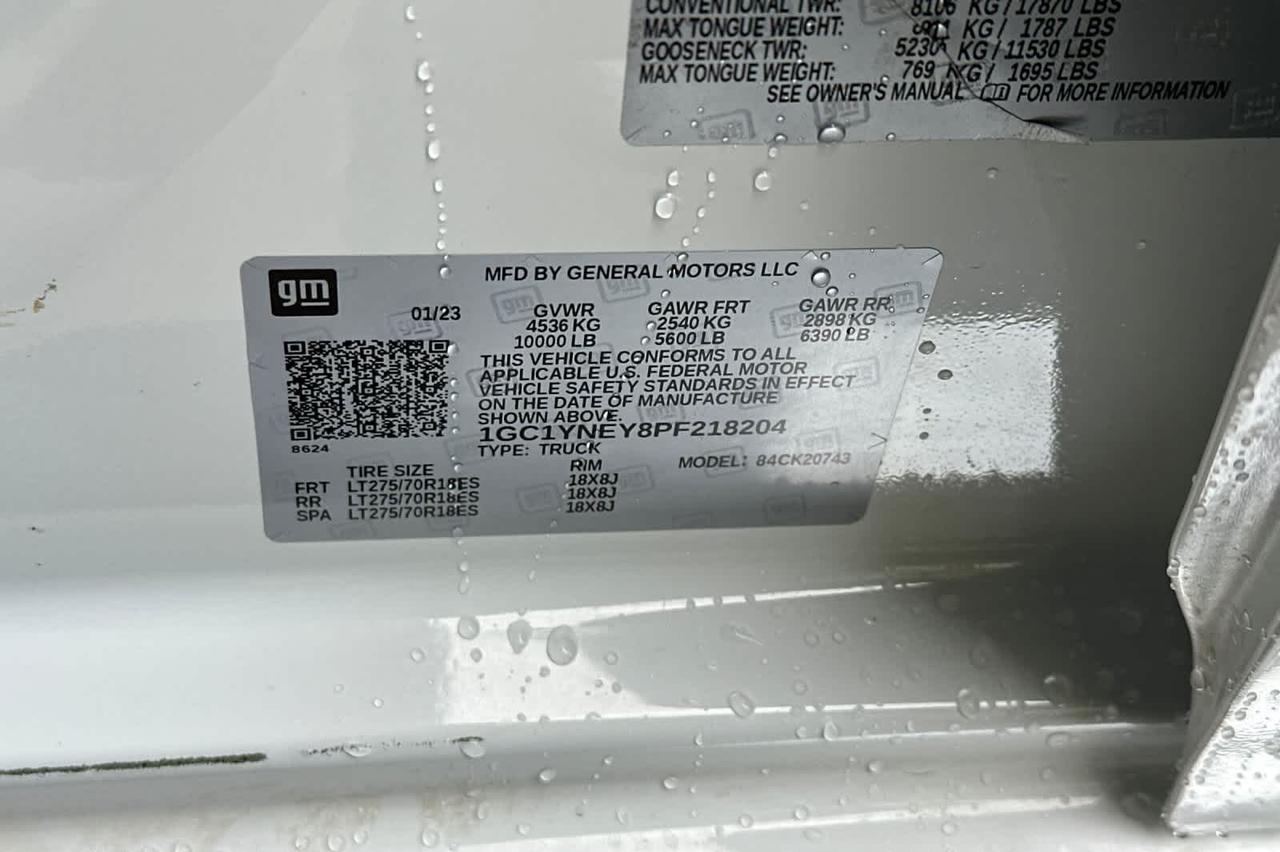 CONVENTIONAL TWR: 8106 KG / 17870 LBS
MAX TONGUE WEIGHT: KG / 1787 LBS
GOOSENECK TWR: 5230 KG / 11530 LBS
MAX TONGUE WEIGHT: 769 KG / 1695 LBS
SEE OWNER'S MANUAL FOR MORE INFORMATION
gm
MFD BY GENERAL MOTORS LLC
01/23 GVWR GAWR FRT GAWR RR
4536 KG 2540 KG 2898 KG
10000 LB 5600 LB 6390 LB
THIS VEHICLE CONFORMS TO ALL
APPLICABLE U.S. FEDERAL MOTOR
VEHICLE SAFETY STANDARDS IN EFFECT
ON THE DATE OF MANUFACTURE
SHOWN ABOVE.
1GC1YNEY8PF218204
8624
TYPE: TRUCK MODEL: 84CK20743
TIRE SIZE RIM
FRT LT275/70R18ES 18X8J
RR LT275/70R18ES 18X8J
SPA LT275/70R18ES 18X8J